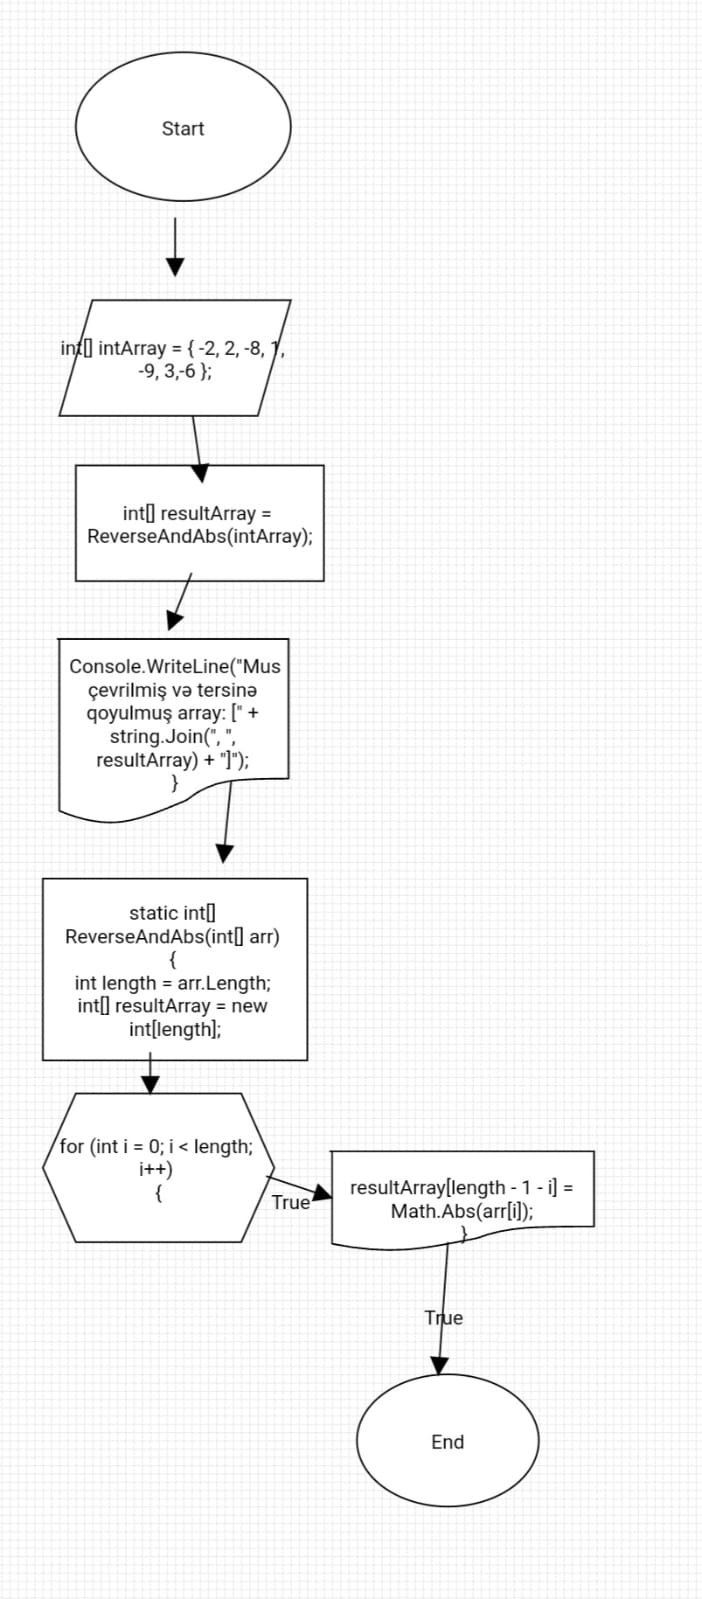 Start
int[] intArray = { -2, 2, -8, 1,
-9, 3,-6 };
int[] resultArray =
ReverseAndAbs(intArray);
Console.WriteLine("Mus
çevrilmiş və tersinə
qoyulmuş array: [" +
string.Join(", ",
resultArray) + "]");
}
static int[]
ReverseAndAbs(int[] arr)
{
int length = arr.Length;
int[] resultArray = new
int[length];
for (int i = 0; i < length;
i++)
{
True
resultArray[length - 1 - i] =
Math.Abs(arr[i]);
}
True
End